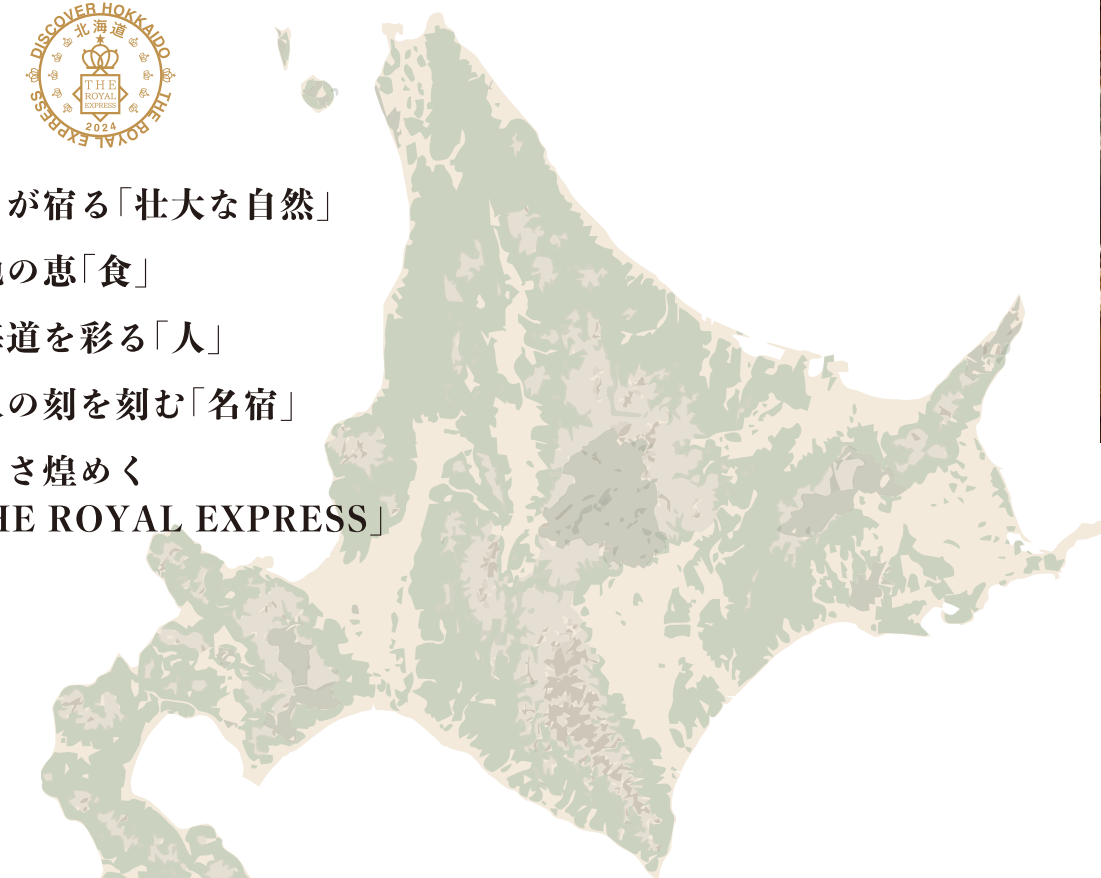 DISCOVER HOKKAIDO THE ROYAL EXPRESS
北海道
THE
ROYAL
EXPRESS
2024
が宿る「壮大な自然」
の恵「食」
道を彩る「人」
の刻を刻む「名宿」
さ煌めく
HE ROYAL EXPRESS」